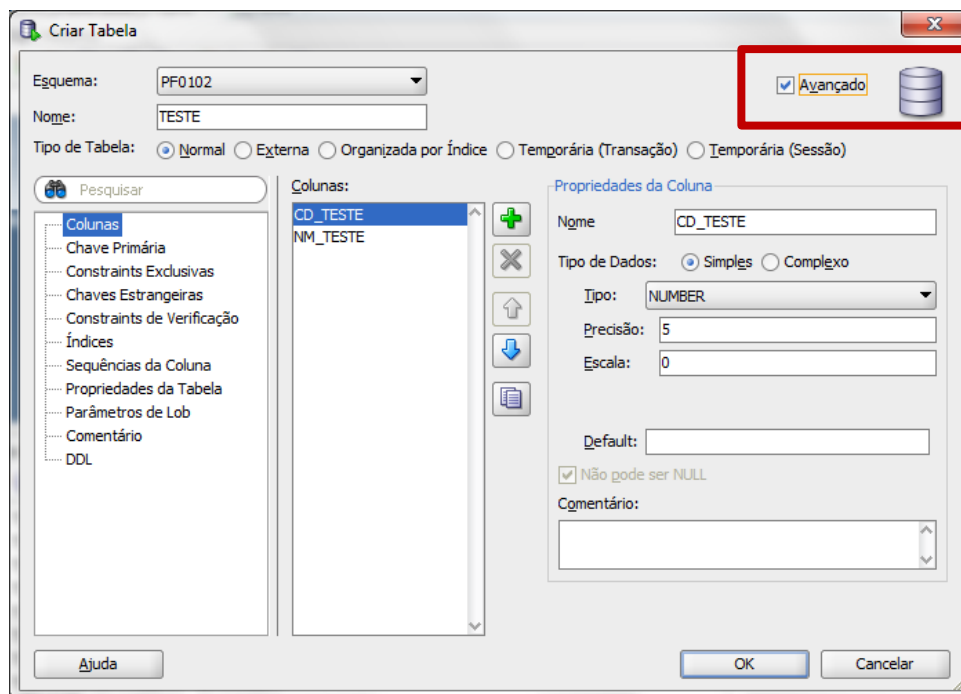 Criar Tabela
Esquema: PF0102
Avançado
Nome: TESTE
Tipo de Tabela: Normal Externa Organizada por Índice Temporária (Transação) Temporária (Sessão)
Pesquisar
Colunas
Chave Primária
Constraints Exclusivas
Chaves Estrangeiras
Constraints de Verificação
Índices
Sequências da Coluna
Propriedades da Tabela
Parâmetros de Lob
Comentário
DDL
Colunas:
CD_TESTE
NM_TESTE
Propriedades da Coluna
Nome CD_TESTE
Tipo de Dados: Simples Complexo
Tipo: NUMBER
Precisão: 5
Escala: 0
Default:
Não pode ser NULL
Comentário:
Ajuda
OK
Cancelar